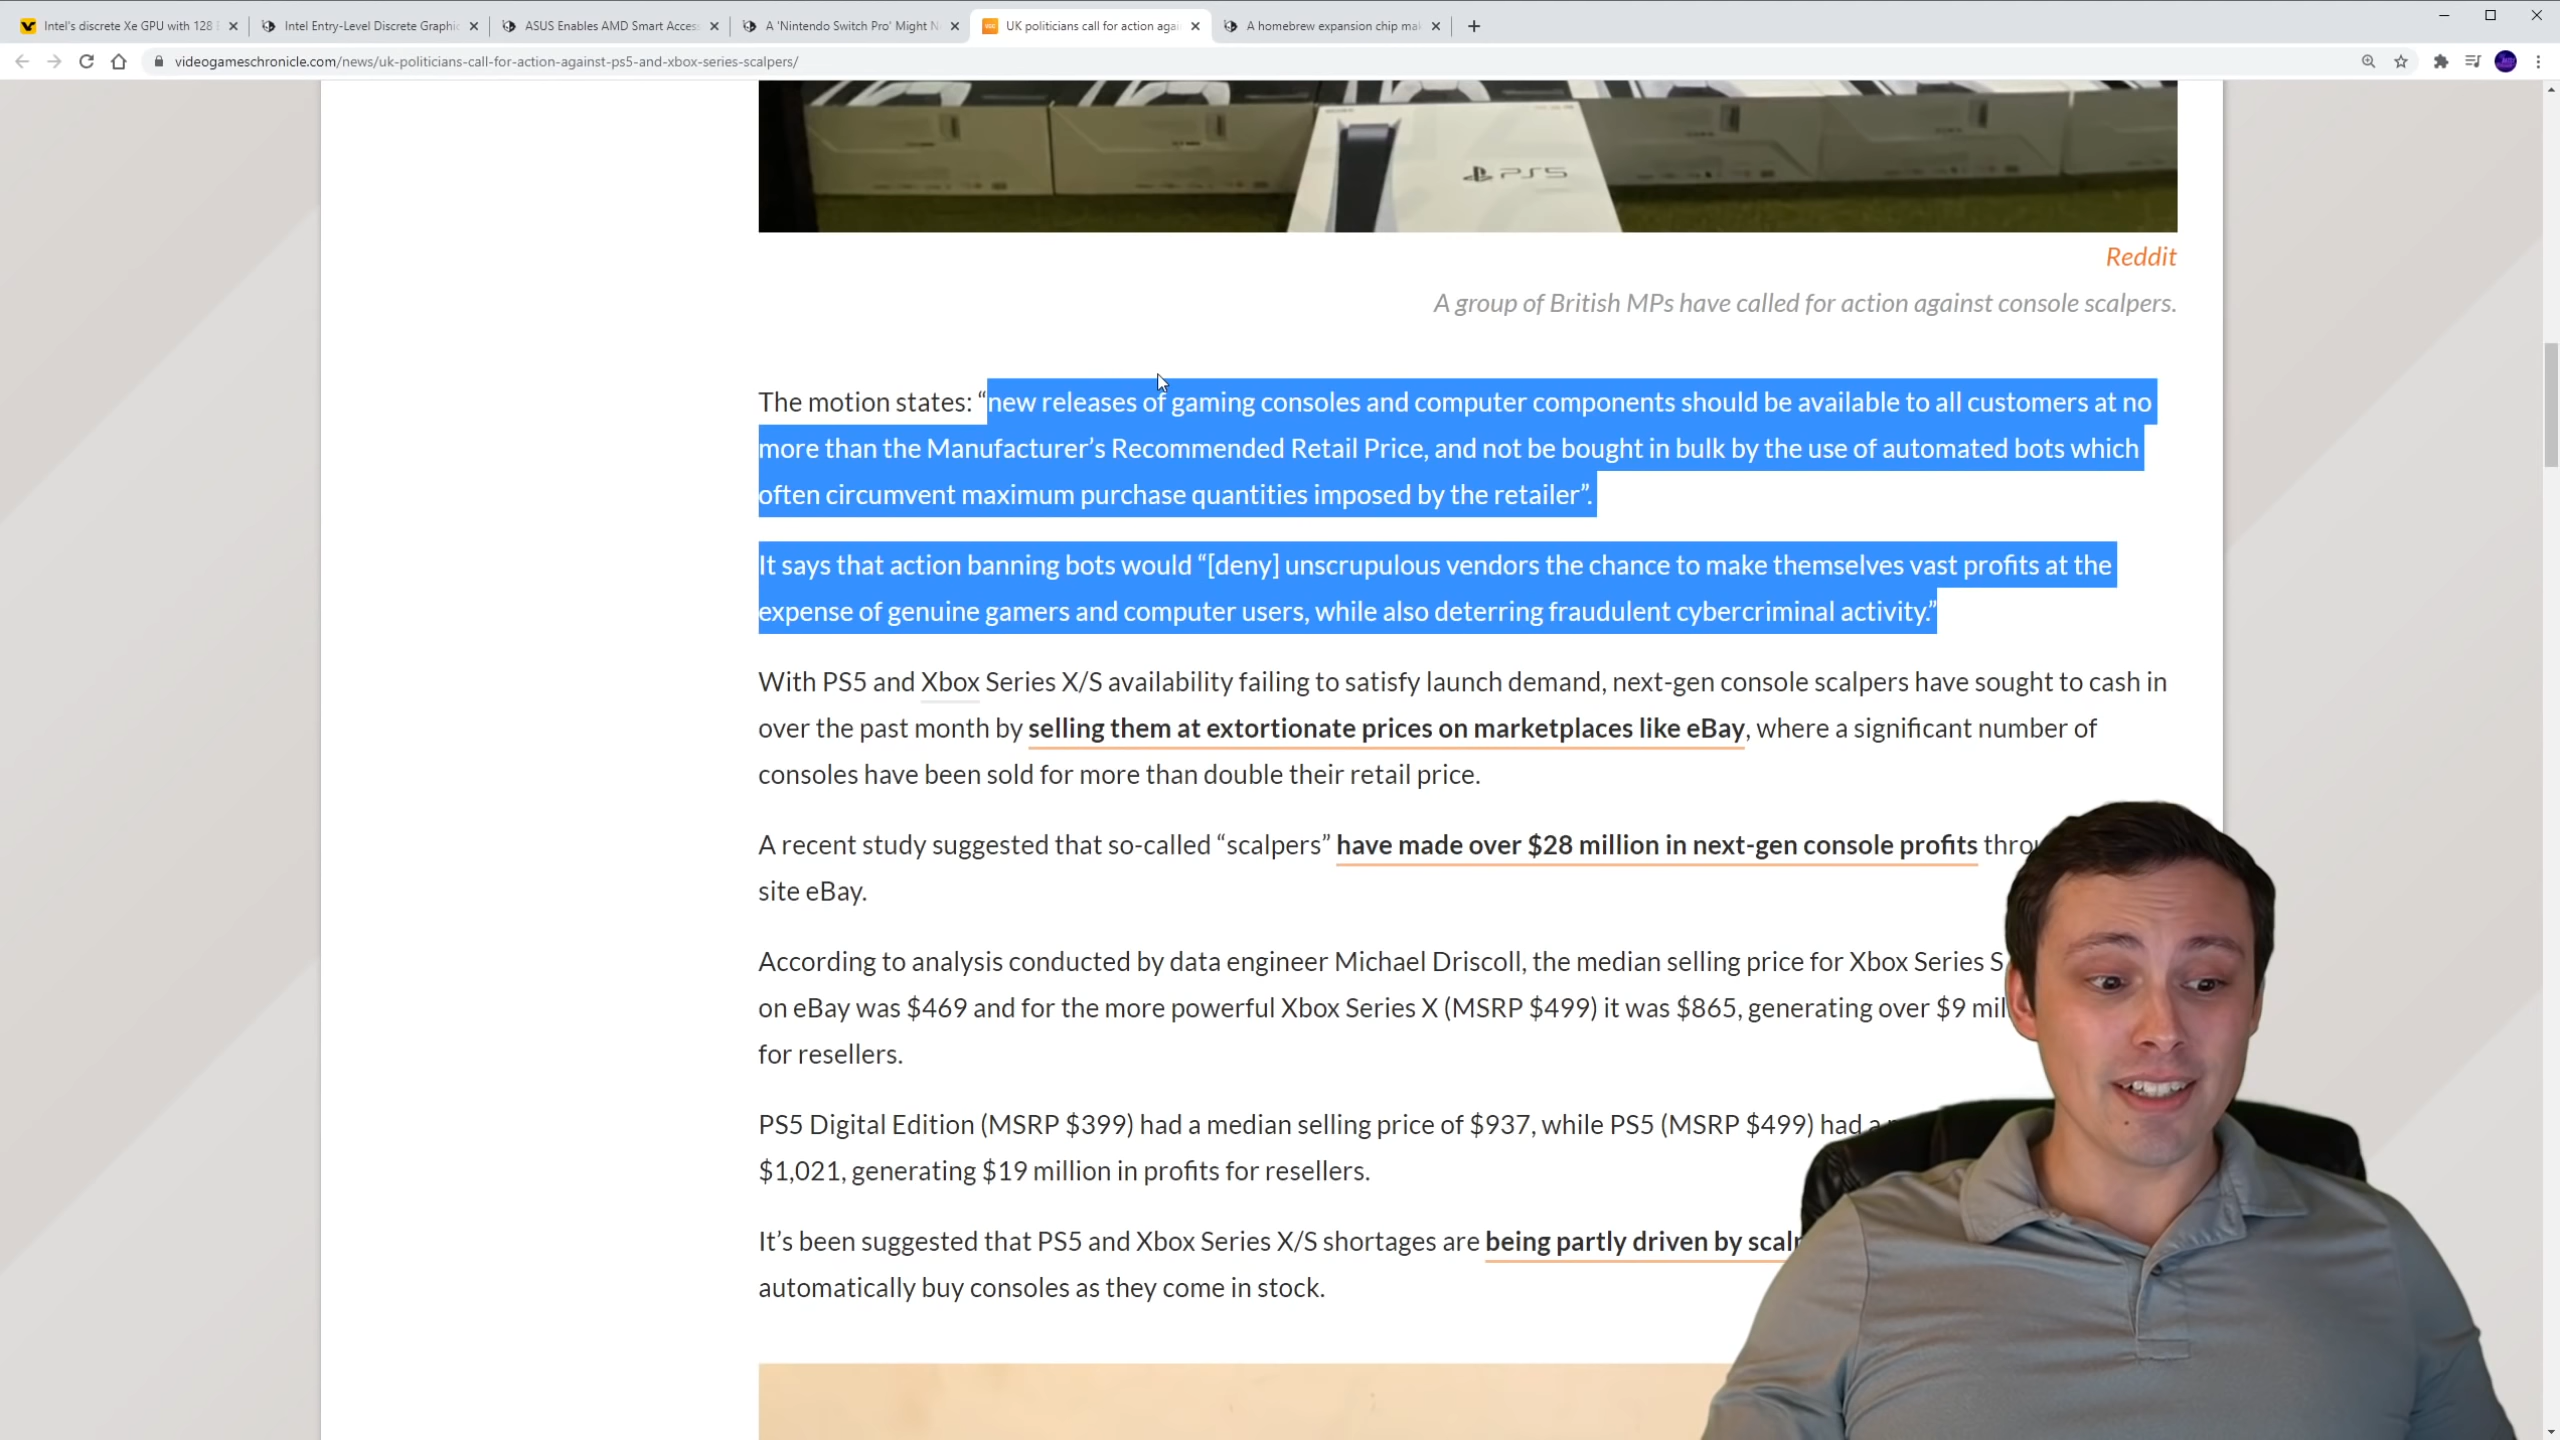 Intel's discrete Xe GPU with 128
Intel Entry-Level Discrete Graphic
ASUS Enables AMD Smart Acces
A 'Nintendo Switch Pro' Might N
UK politicians call for action agai
A homebrew expansion chip ma
videogameschronicle.com/news/uk-politicians-call-for-action-against-ps5-and-xbox-series-scalpers/
PS5
Reddit
A group of British MPs have called for action against console scalpers.
The motion states: “new releases of gaming consoles and computer components should be available to all customers at no
more than the Manufacturer’s Recommended Retail Price, and not be bought in bulk by the use of automated bots which
often circumvent maximum purchase quantities imposed by the retailer”.
It says that action banning bots would “[deny] unscrupulous vendors the chance to make themselves vast profits at the
expense of genuine gamers and computer users, while also deterring fraudulent cybercriminal activity.”
With PS5 and Xbox Series X/S availability failing to satisfy launch demand, next-gen console scalpers have sought to cash in
over the past month by selling them at extortionate prices on marketplaces like eBay, where a significant number of
consoles have been sold for more than double their retail price.
A recent study suggested that so-called “scalpers” have made over $28 million in next-gen console profits
site eBay.
According to analysis conducted by data engineer Michael Driscoll, the median selling price for Xbox Series S
on eBay was $469 and for the more powerful Xbox Series X (MSRP $499) it was $865, generating over $9 mil
for resellers.
PS5 Digital Edition (MSRP $399) had a median selling price of $937, while PS5 (MSRP $499) had a
$1,021, generating $19 million in profits for resellers.
It’s been suggested that PS5 and Xbox Series X/S shortages are being partly driven by
automatically buy consoles as they come in stock.